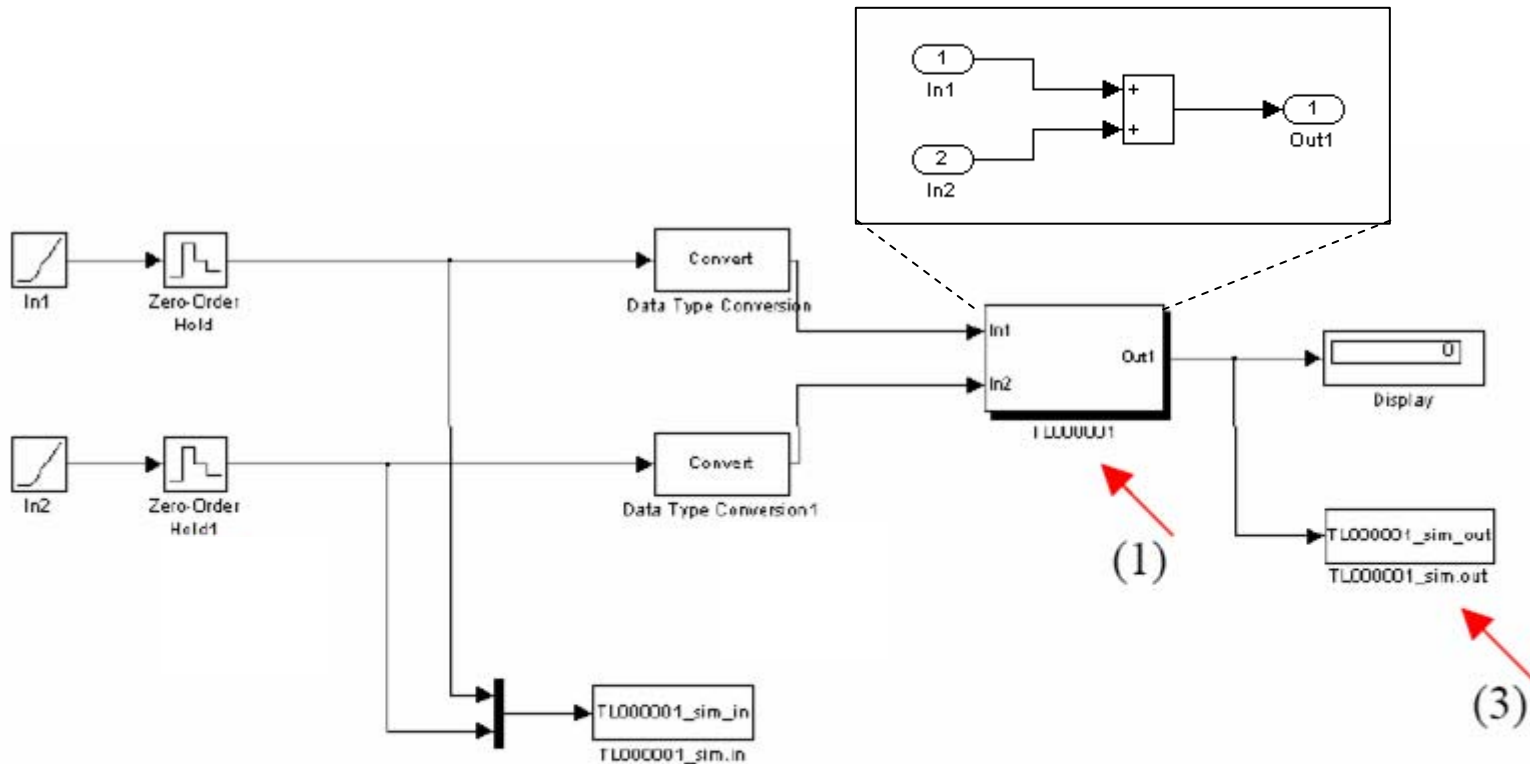 1
In1
+
+
1
Out1
2
In2
In1
Zero-Order
Hold
Convert
Data Type Conversion
In1
In2
Out1
TL000001
0
Display
In2
Zero-Order
Hold1
Convert
Data Type Conversion1
(1)
TL000001_sim_out
TL000001_sim.out
(3)
TL000001_sim_in
TL000001_sim.in